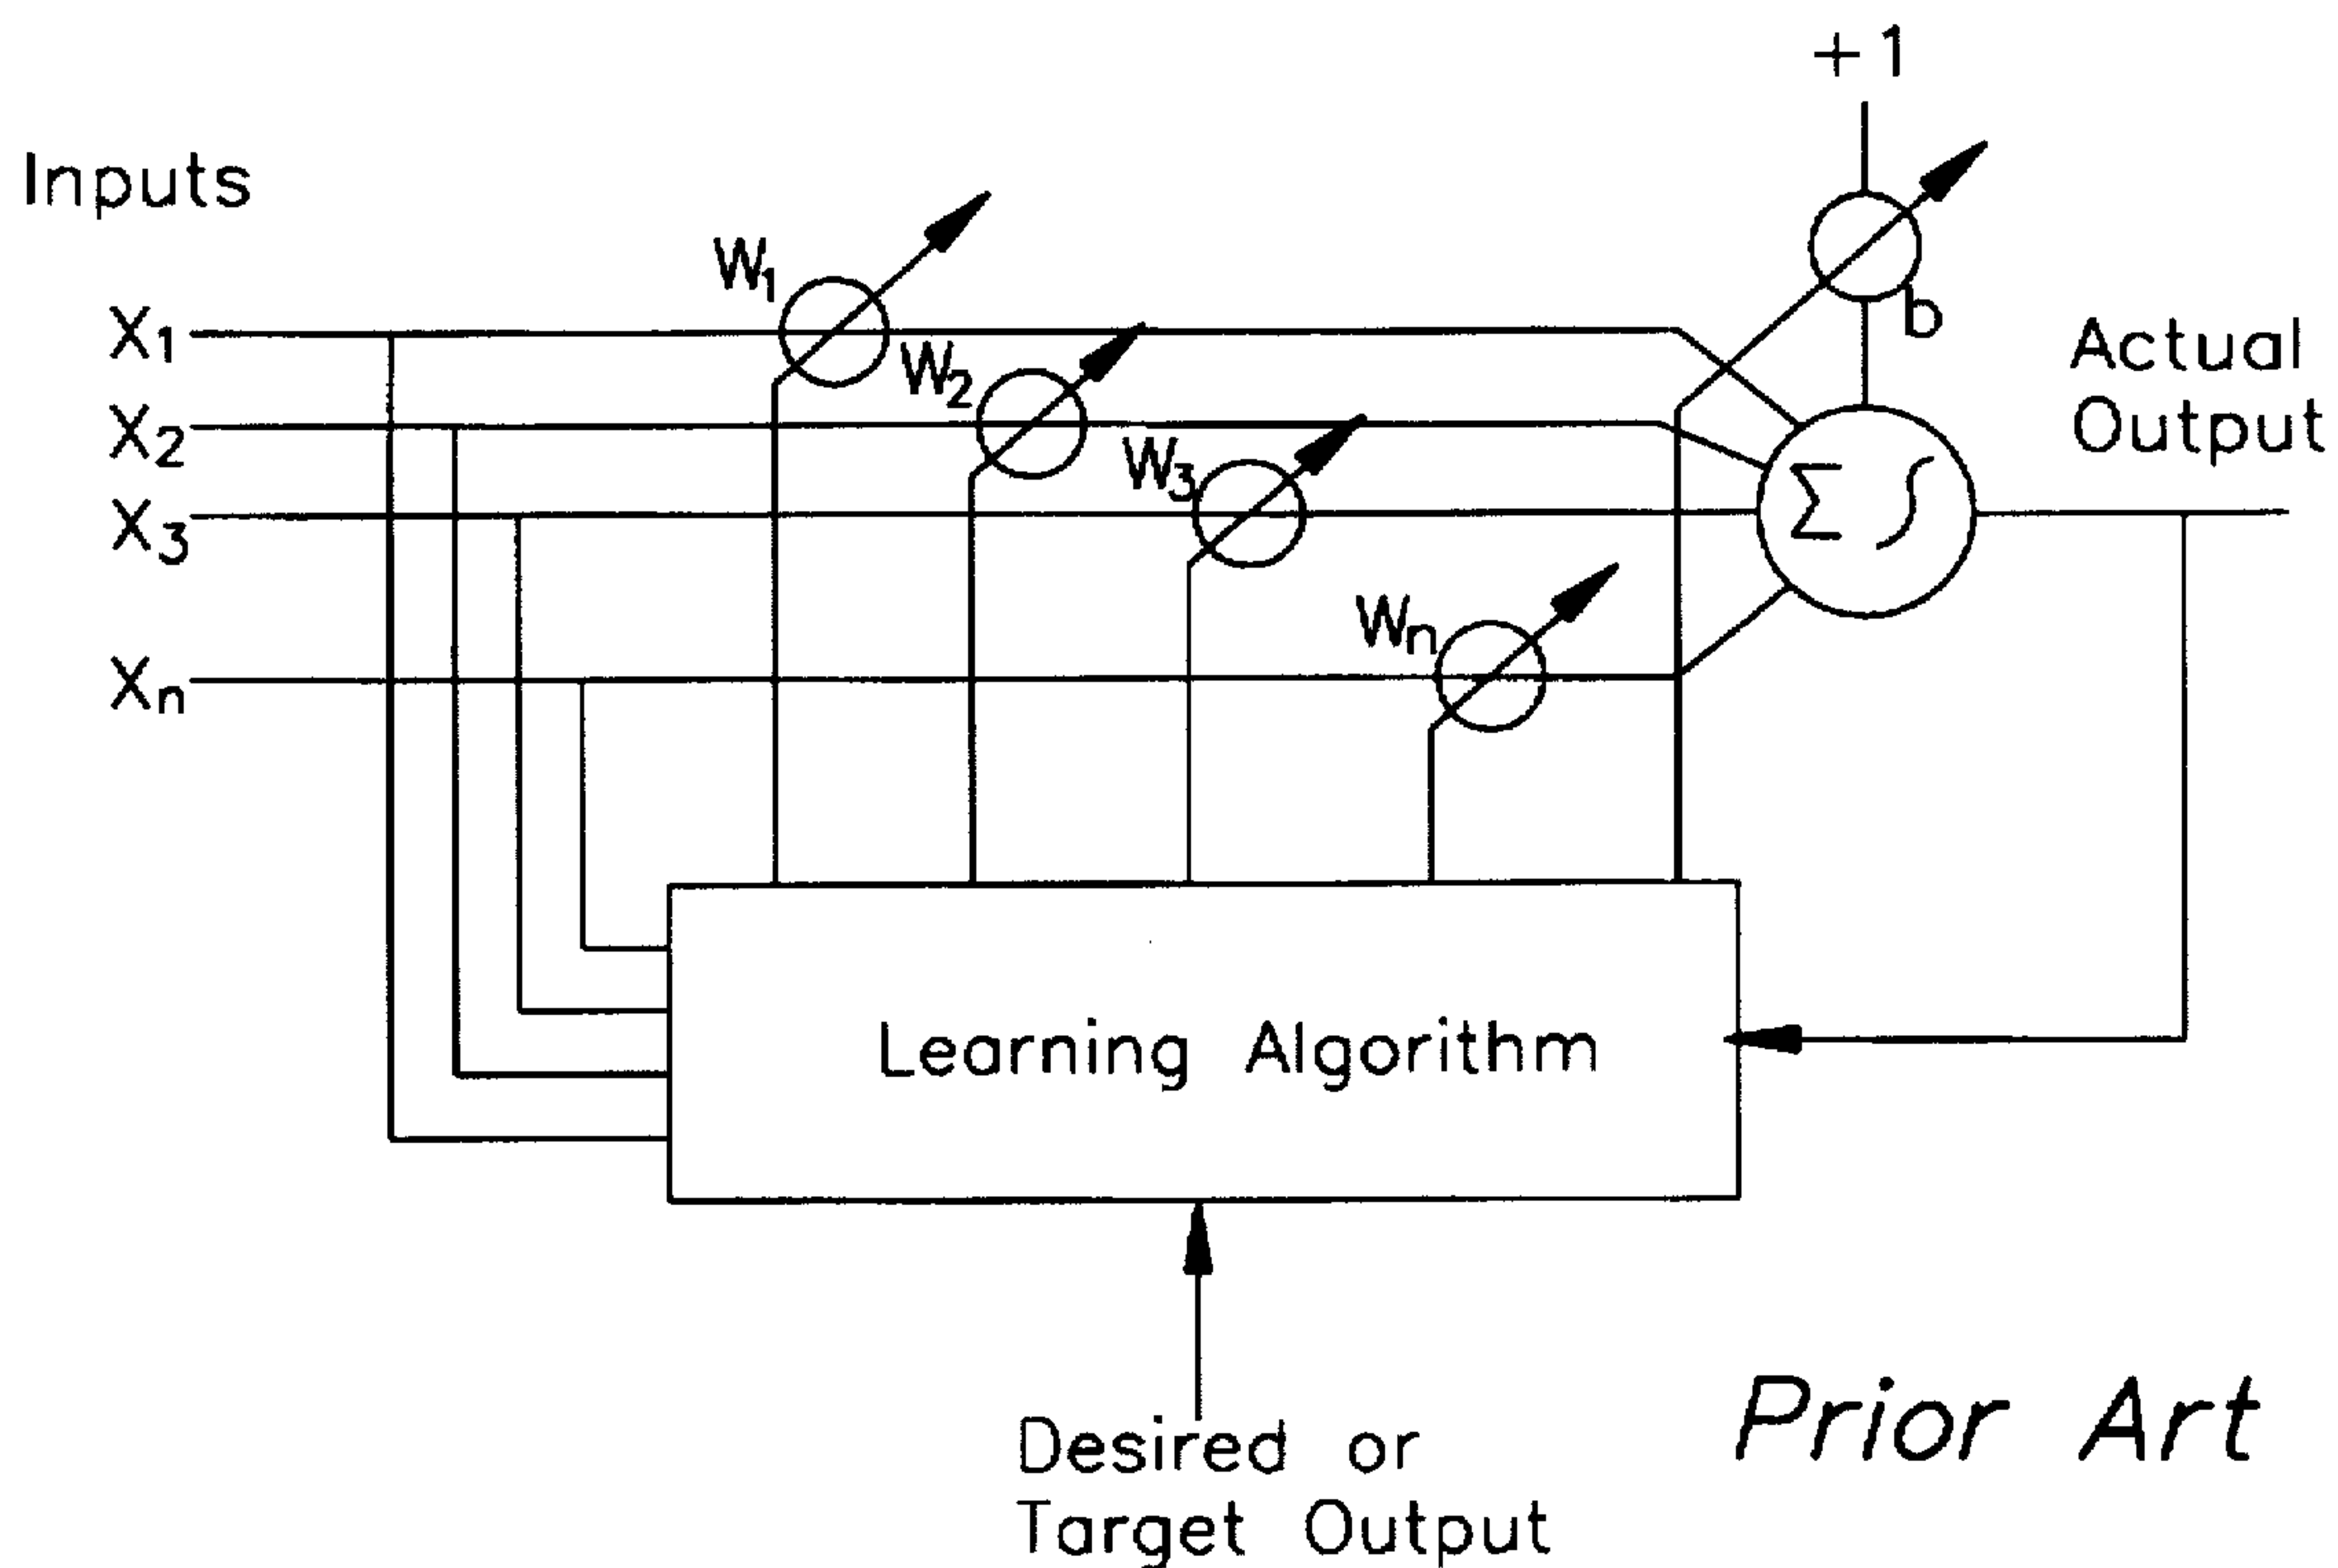 +1
Inputs
W1
b
X1
Actual
Output
W2
X2
W3
X3
Σ ∫
Wn
Xn
Learning Algorithm
Desired or
Target Output
Prior Art